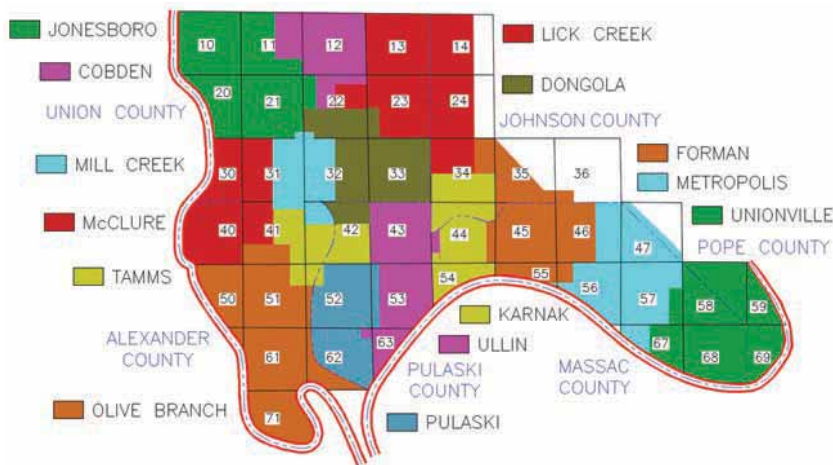 10 11 12 13 14
JONESBORO LICK CREEK
COBDEN DONGOLA
20 21 22 23 24
UNION COUNTY JOHNSON COUNTY
30 31 32 33 34 35 36
MILL CREEK FORMAN
METROPOLIS
McCLURE UNIONVILLE
40 41 42 43 44 45 46 47
POPE COUNTY
TAMMS
50 51 52 53 54 55 56 57 58 59
KARNAK
ALEXANDER
COUNTY
ULLIN
61 62 63 67 68 69
PULASKI
COUNTY
MASSAC
COUNTY
OLIVE BRANCH PULASKI
71